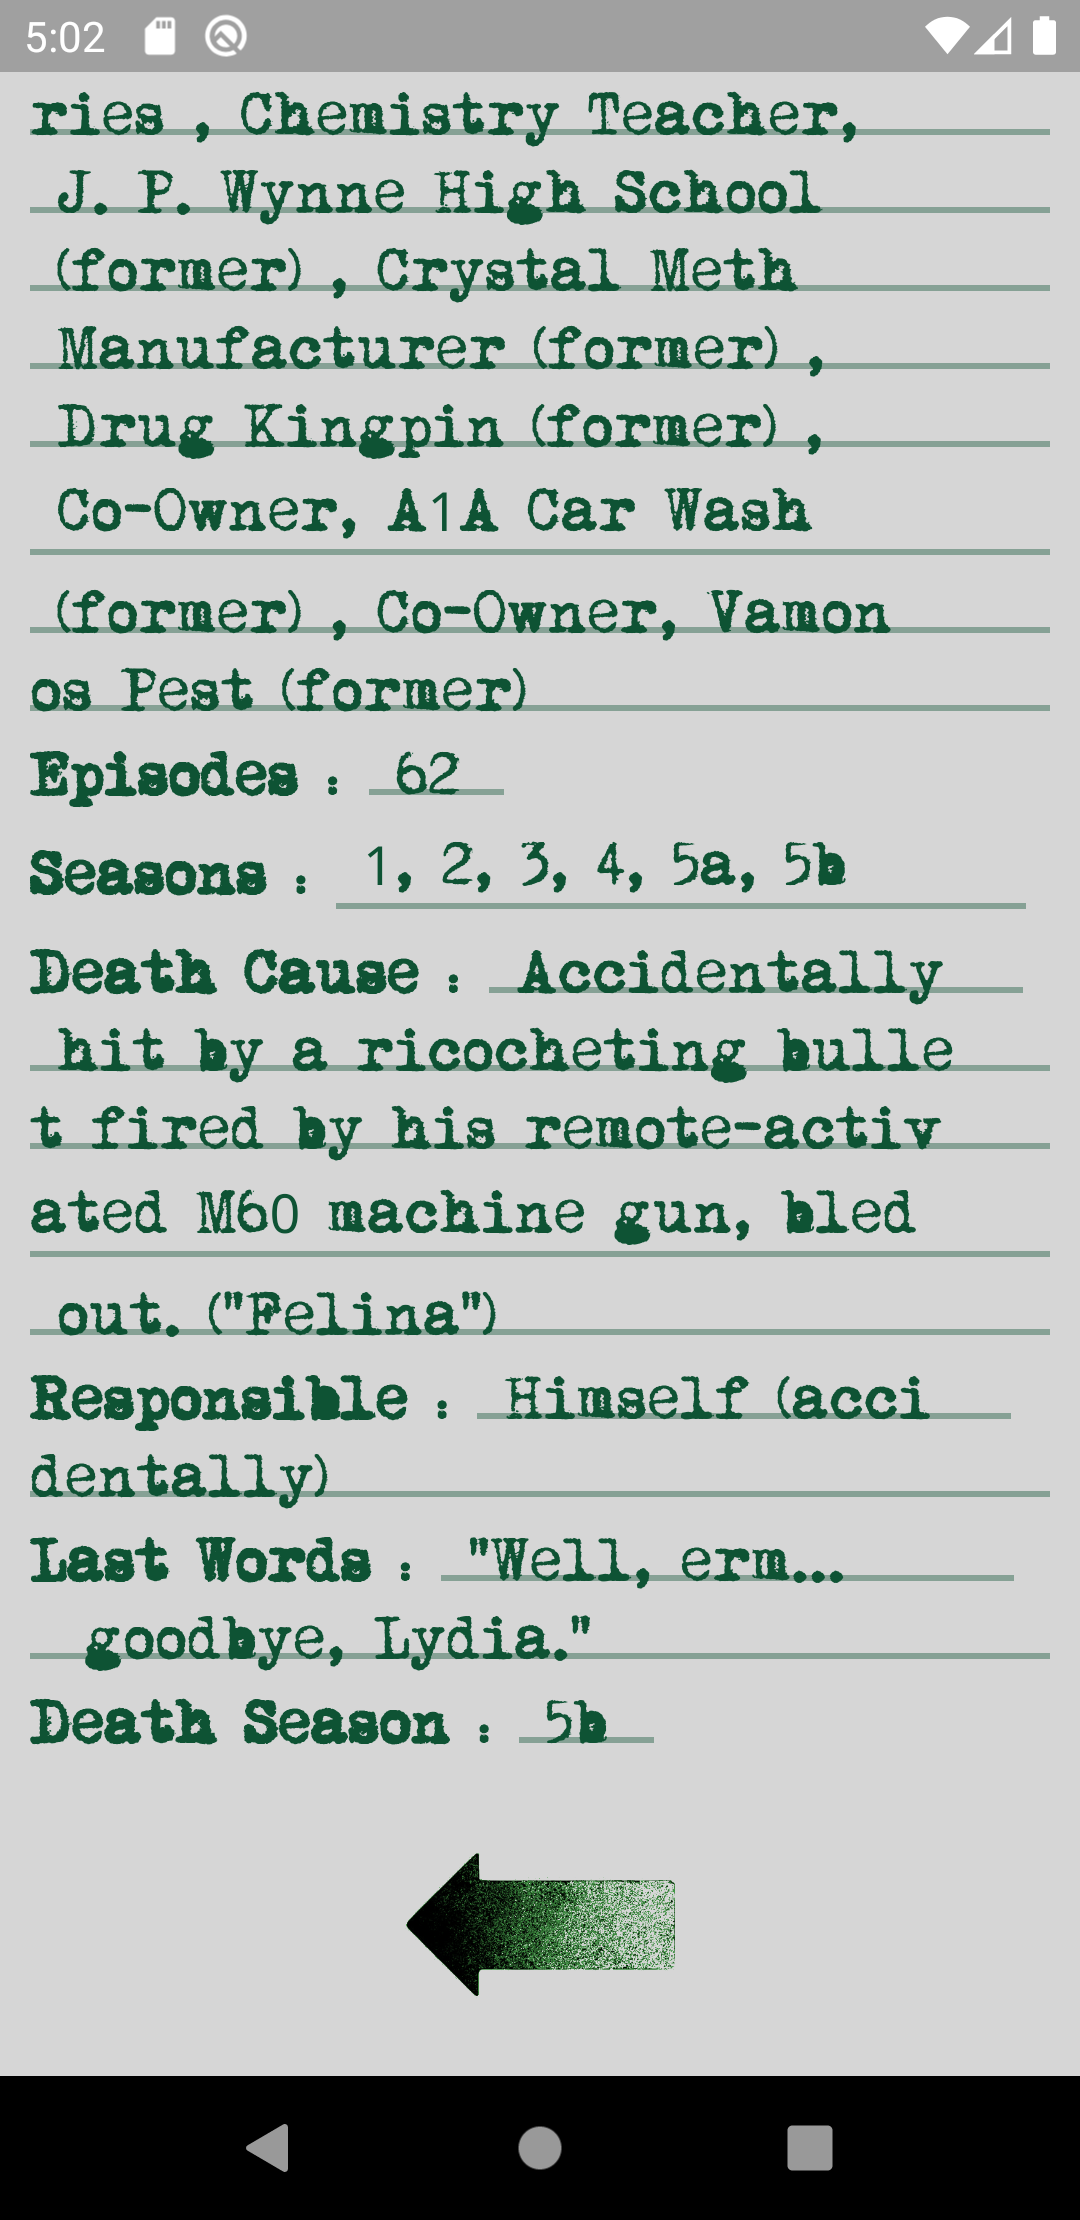 5:02
ries , Chemistry Teacher,
J. P. Wynne High School
(former) , Crystal Meth
Manufacturer (former) ,
Drug Kingpin (former) ,
Co-Owner, A1A Car Wash
(former) , Co-Owner, Vamon
os Pest (former)
Episodes : 62
Seasons : 1, 2, 3, 4, 5a, 5b
Death Cause : Accidentally
hit by a ricocheting bulle
t fired by his remote-activ
ated M60 machine gun, bled
out. ("Felina")
Responsible : Himself (acci
dentally)
Last Words : "Well, erm...
goodbye, Lydia."
Death Season : 5b